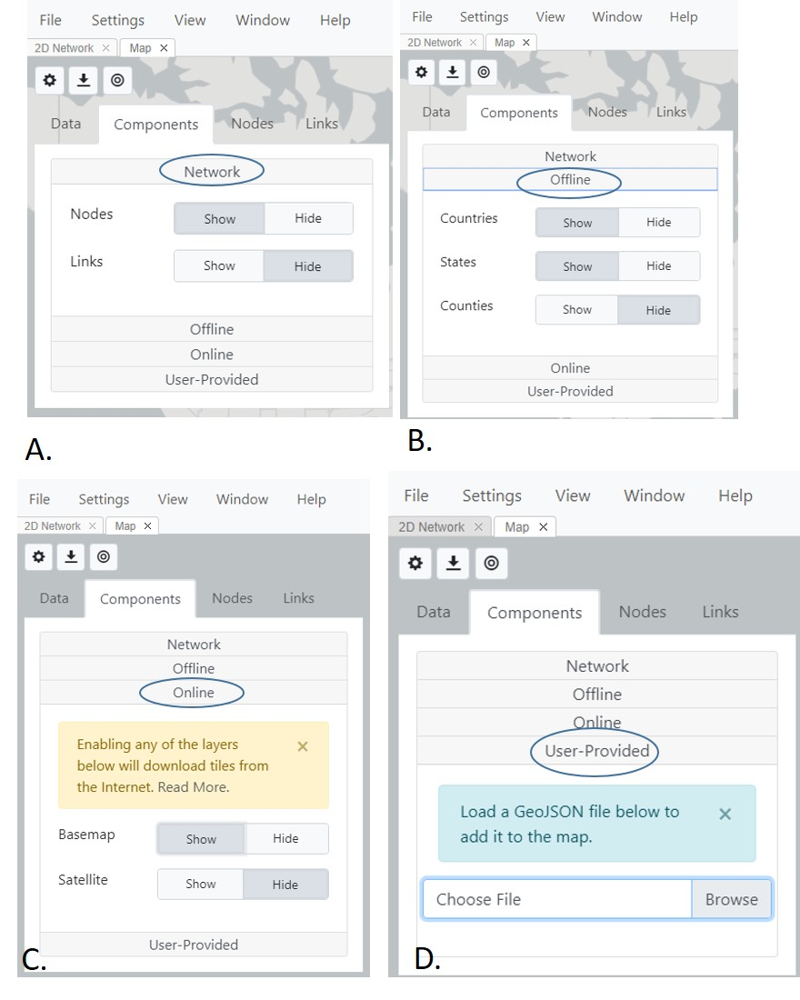 File Settings View Window Help
2D Network × Map ×
Data Components Nodes Links
Network
Nodes Show Hide
Links Show Hide
Offline
Online
User-Provided
A.
File Settings View Window Help
2D Network × Map ×
Data Components Nodes Links
Network
Offline
Countries Show Hide
States Show Hide
Counties Show Hide
Online
User-Provided
B.
File Settings View Window Help
2D Network × Map ×
Data Components Nodes Links
Network
Offline
Online
Enabling any of the layers ×
below will download tiles from
the Internet. Read More.
Basemap Show Hide
Satellite Show Hide
User-Provided
C.
File Settings View Window Help
2D Network × Map ×
Data Components Nodes Links
Network
Offline
Online
User-Provided
Load a GeoJSON file below to ×
add it to the map.
Choose File Browse
D.